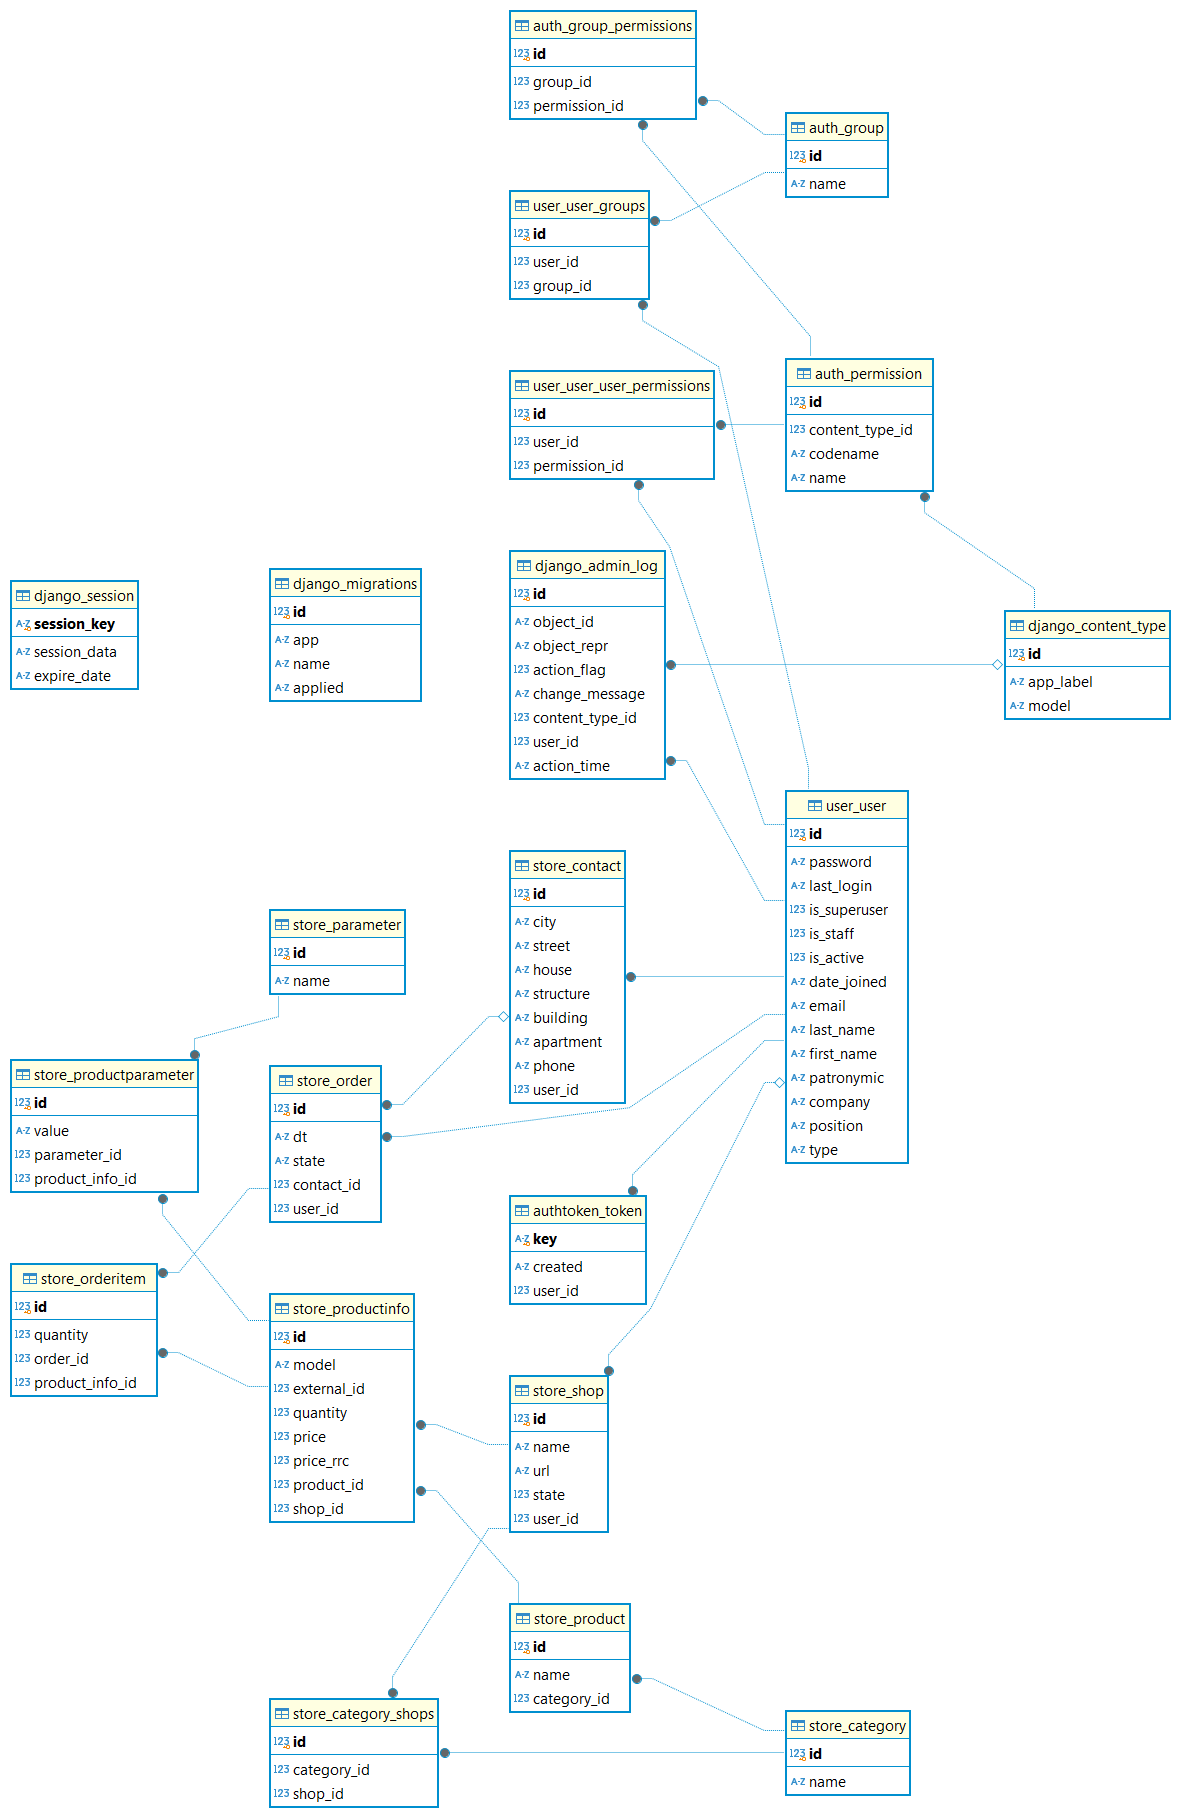 auth_group_permissions
123 id
123 group_id
123 permission_id
auth_group
123 id
A-Z name
user_user_groups
123 id
123 user_id
123 group_id
auth_permission
123 id
123 content_type_id
A-Z codename
A-Z name
user_user_user_permissions
123 id
123 user_id
123 permission_id
django_session
A-Z session_key
A-Z session_data
A-Z expire_date
django_migrations
123 id
A-Z app
A-Z name
A-Z applied
django_admin_log
123 id
A-Z object_id
A-Z object_repr
123 action_flag
A-Z change_message
123 content_type_id
123 user_id
A-Z action_time
django_content_type
123 id
A-Z app_label
A-Z model
user_user
123 id
A-Z password
A-Z last_login
123 is_superuser
123 is_staff
123 is_active
A-Z date_joined
A-Z email
A-Z last_name
A-Z first_name
A-Z patronymic
A-Z company
A-Z position
A-Z type
store_contact
123 id
A-Z city
A-Z street
A-Z house
A-Z structure
A-Z building
A-Z apartment
A-Z phone
123 user_id
store_parameter
123 id
A-Z name
store_productparameter
123 id
A-Z value
123 parameter_id
123 product_info_id
store_order
123 id
A-Z dt
A-Z state
123 contact_id
123 user_id
authtoken_token
A-Z key
A-Z created
123 user_id
store_orderitem
123 id
123 quantity
123 order_id
123 product_info_id
store_productinfo
123 id
A-Z model
123 external_id
123 quantity
123 price
123 price_rrc
123 product_id
123 shop_id
store_shop
123 id
A-Z name
A-Z url
123 state
123 user_id
store_product
123 id
A-Z name
123 category_id
store_category_shops
123 id
123 category_id
123 shop_id
store_category
123 id
A-Z name